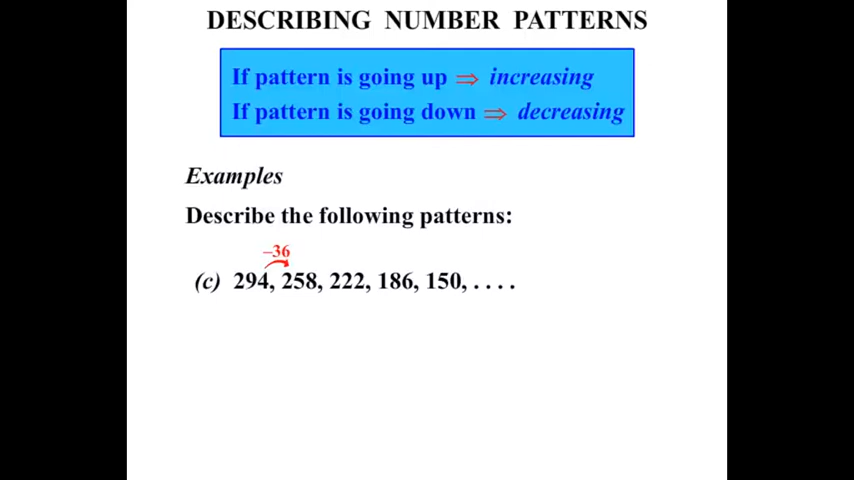 DESCRIBING NUMBER PATTERNS
If pattern is going up ⇒ increasing
If pattern is going down ⇒ decreasing
Examples
Describe the following patterns:
–36
(c) 294, 258, 222, 186, 150, . . . .